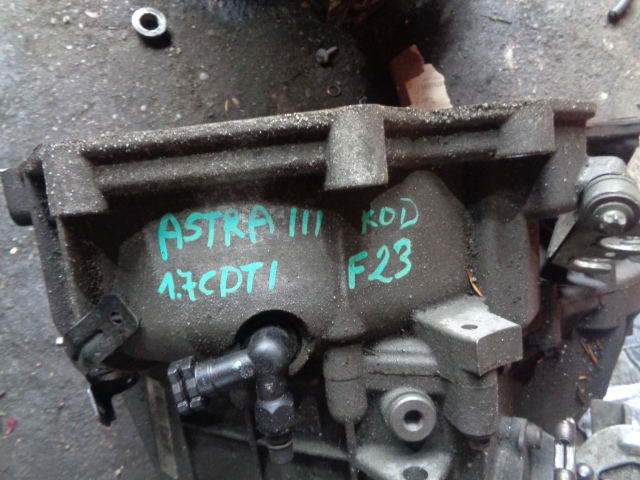 ASTRA III KOD
1.7CDTI F23